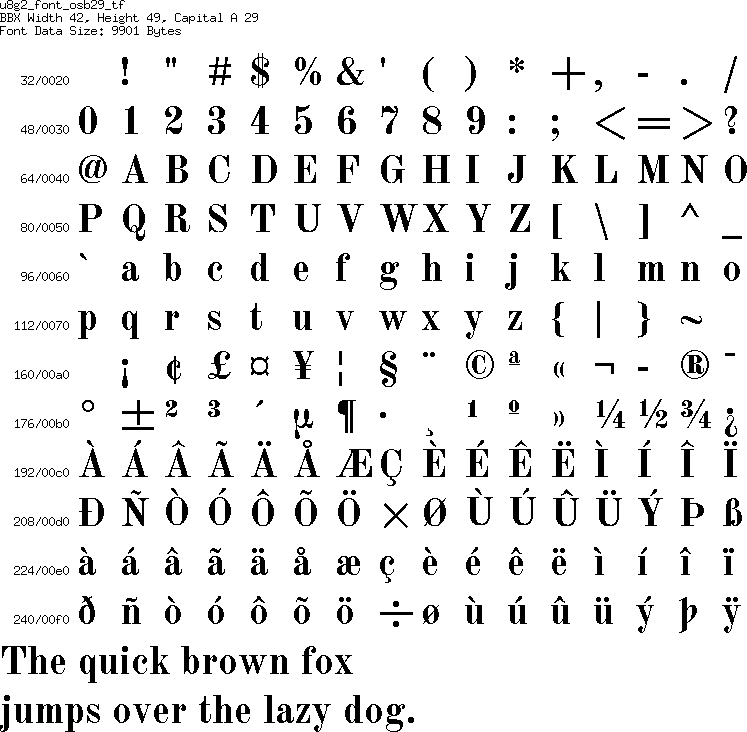 u8g2_font_osb29_tf
BBX Width 42, Height 49, Capital A 29
Font Data Size: 9901 Bytes
32/0020 ! " # $ % & ' ( ) * + , - . /
48/0030 0 1 2 3 4 5 6 7 8 9 : ; < = > ?
64/0040 @ A B C D E F G H I J K L M N O
80/0050 P Q R S T U V W X Y Z [ \ ] ^ _
96/0060 ` a b c d e f g h i j k l m n o
112/0070 p q r s t u v w x y z { | } ~
160/00a0 ¡ ¢ £ ¤ ¥ ¦ § ¨ © ª « ¬ - ® ¯
176/00b0 ° ± ² ³ ´ µ ¶ · ¸ ¹ º » ¼ ½ ¾ ¿
192/00c0 À Á Â Ã Ä Å Æ Ç È É Ê Ë Ì Í Î Ï
208/00d0 Ð Ñ Ò Ó Ô Õ Ö × Ø Ù Ú Û Ü Ý Þ ß
224/00e0 à á â ã ä å æ ç è é ê ë ì í î ï
240/00f0 ð ñ ò ó ô õ ö ÷ ø ù ú û ü ý þ ÿ
The quick brown fox
jumps over the lazy dog.